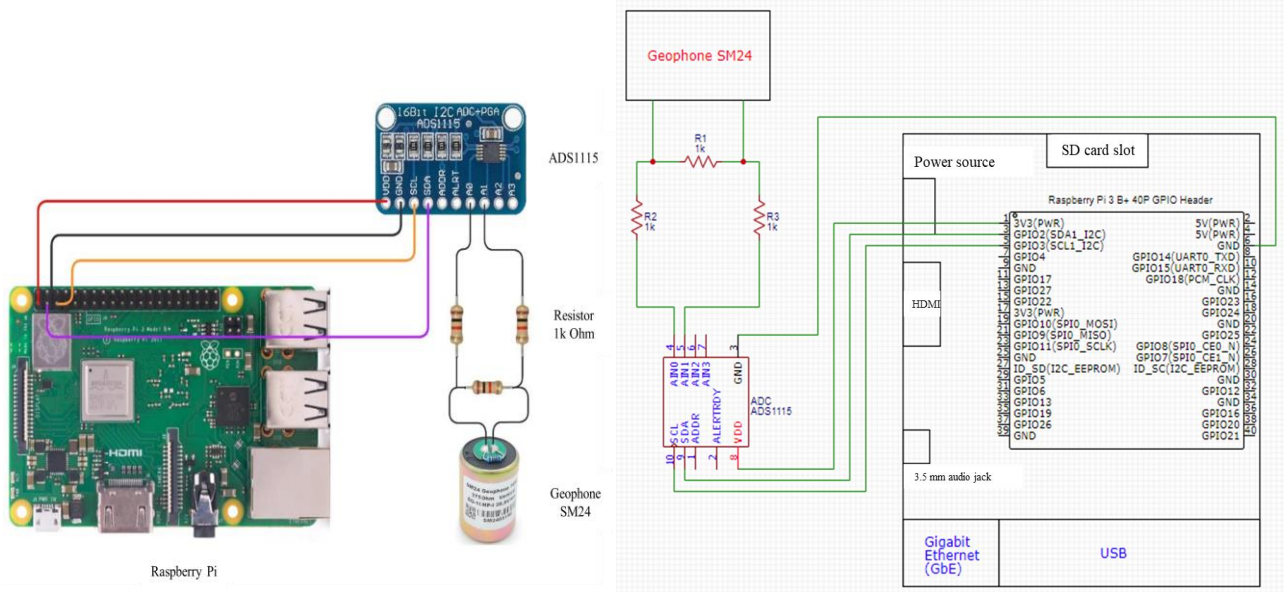 16Bit I2C ADC+PGA
ADS1115
VDD
GND
SCL
SDA
ADDR
ALRT
A0
A1
A2
A3
ADS1115
Resistor
1k Ohm
Geophone
SM24
Raspberry Pi
HDMI
SM24 Geophone
Geophone SM24
R1
1k
R2
1k
R3
1k
4
5
6
7
3
AIN0
AIN1
AIN2
AIN3
GND
ADC
ADS1115
SCL
SDA
ADDR
ALERTRDY
VDD
10
9
1
2
8
Power source
SD card slot
HDMI
3.5 mm audio jack
Gigabit
Ethernet
(GbE)
USB
Raspberry Pi 3 B+ 40P GPIO Header
1 3V3(PWR) 5V(PWR) 2
3 GPIO2(SDA1_I2C) 5V(PWR) 4
5 GPIO3(SCL1_I2C) GND 6
7 GPIO4 GPIO14(UART0_TXD) 8
9 GND GPIO15(UART0_RXD) 10
11 GPIO17 GPIO18(PCM_CLK) 12
13 GPIO27 GND 14
15 GPIO22 GPIO23 16
17 3V3(PWR) GPIO24 18
19 GPIO10(SPI0_MOSI) GND 20
21 GPIO9(SPI0_MISO) GPIO25 22
23 GPIO11(SPI0_SCLK) GPIO8(SPI0_CE0_N) 24
25 GND GPIO7(SPI0_CE1_N) 26
27 ID_SD(I2C_EEPROM) ID_SC(I2C_EEPROM) 28
29 GPIO5 GND 30
31 GPIO6 GPIO12 32
33 GPIO13 GND 34
35 GPIO19 GPIO16 36
37 GPIO26 GPIO20 38
39 GND GPIO21 40